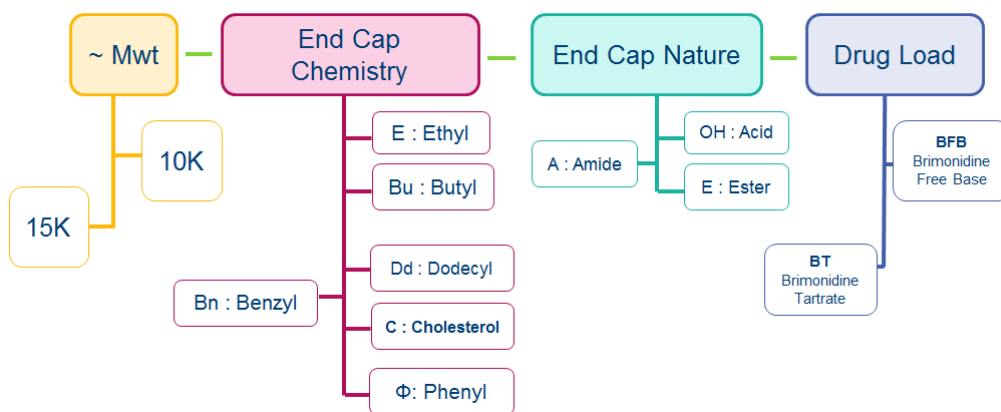 ~ Mwt
End Cap
Chemistry
End Cap Nature
Drug Load
10K
15K
E : Ethyl
Bu : Butyl
Dd : Dodecyl
Bn : Benzyl
C : Cholesterol
Φ: Phenyl
OH : Acid
A : Amide
E : Ester
BFB
Brimonidine
Free Base
BT
Brimonidine
Tartrate